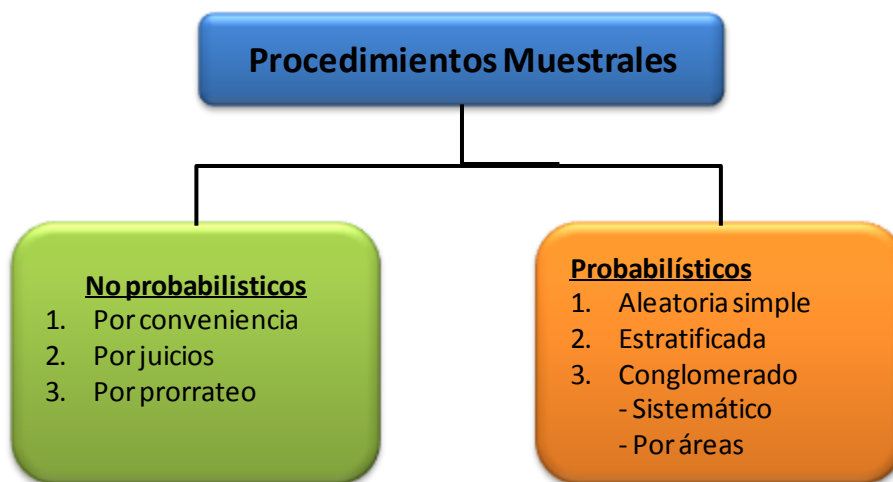 Procedimientos Muestrales
No probabilisticos
1. Por conveniencia
2. Por juicios
3. Por prorrateo
Probabilísticos
1. Aleatoria simple
2. Estratificada
3. Conglomerado
- Sistemático
- Por áreas